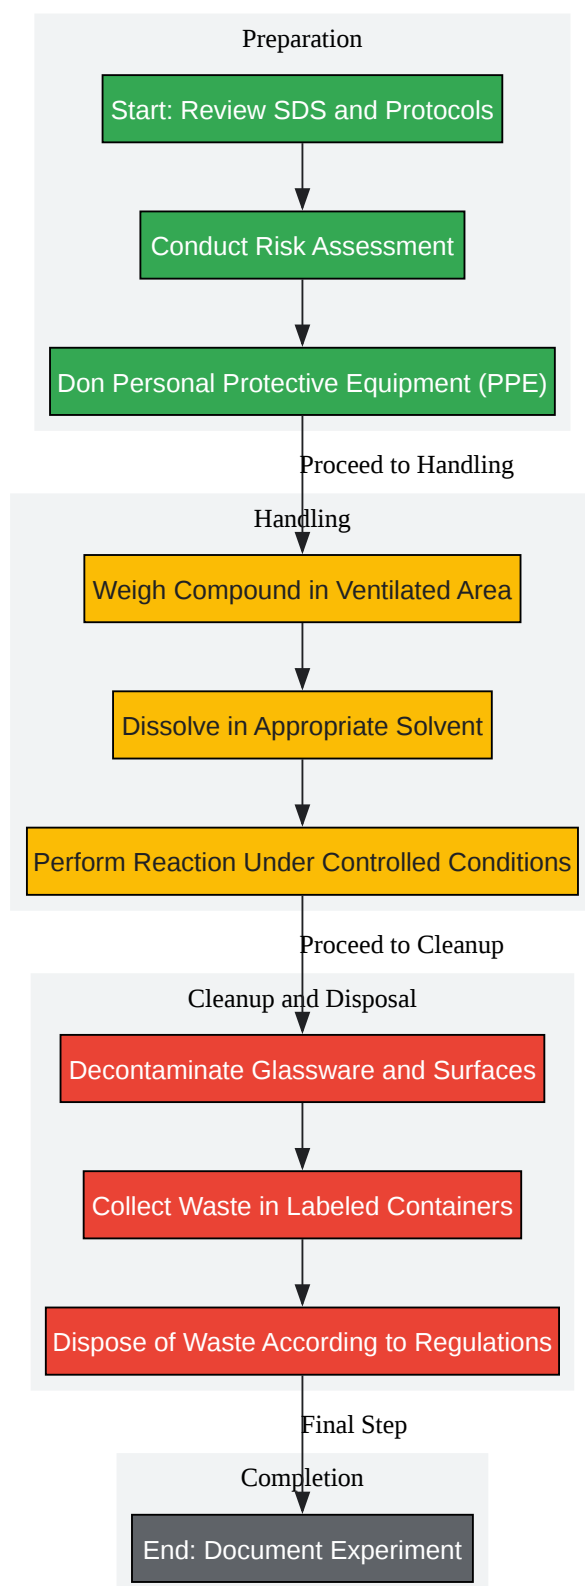 Preparation
Start: Review SDS and Protocols
Conduct Risk Assessment
Don Personal Protective Equipment (PPE)
Proceed to Handling
Handling
Weigh Compound in Ventilated Area
Dissolve in Appropriate Solvent
Perform Reaction Under Controlled Conditions
Proceed to Cleanup
Cleanup and Disposal
Decontaminate Glassware and Surfaces
Collect Waste in Labeled Containers
Dispose of Waste According to Regulations
Final Step
Completion
End: Document Experiment